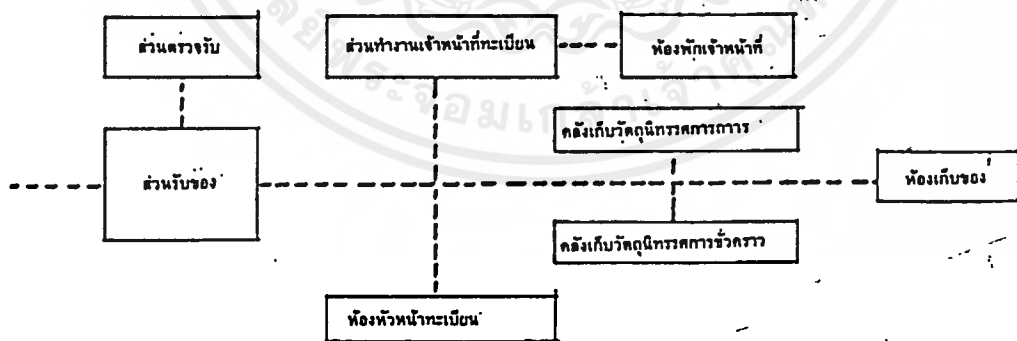 ส่วนตรวจรับ
ส่วนทำงานเจ้าหน้าที่ทะเบียน
ห้องพักเจ้าหน้าที่
คลังเก็บวัตถุนิทรรศการถาวร
ส่วนรับของ
ห้องเก็บของ
คลังเก็บวัตถุนิทรรศการชั่วคราว
ห้องหัวหน้าทะเบียน